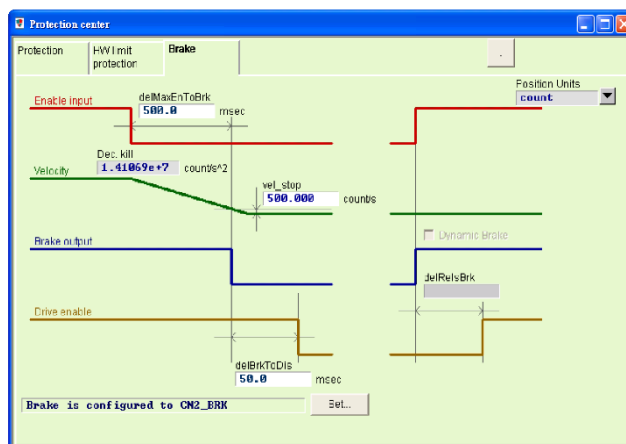 Protection center
Protection HW limit protection Brake
.
Position Units
count
Enable input
delMaxEnToBrk
500.0 msec
Dec. kill
1.41069e+7 count/s^2
Velocity
vel_stop
500.000 count/s
Brake output
Dynamic Brake
delRelsBrk
Drive enable
delBrkToDis
50.0 msec
Brake is configured to CN2_BRK
Set...